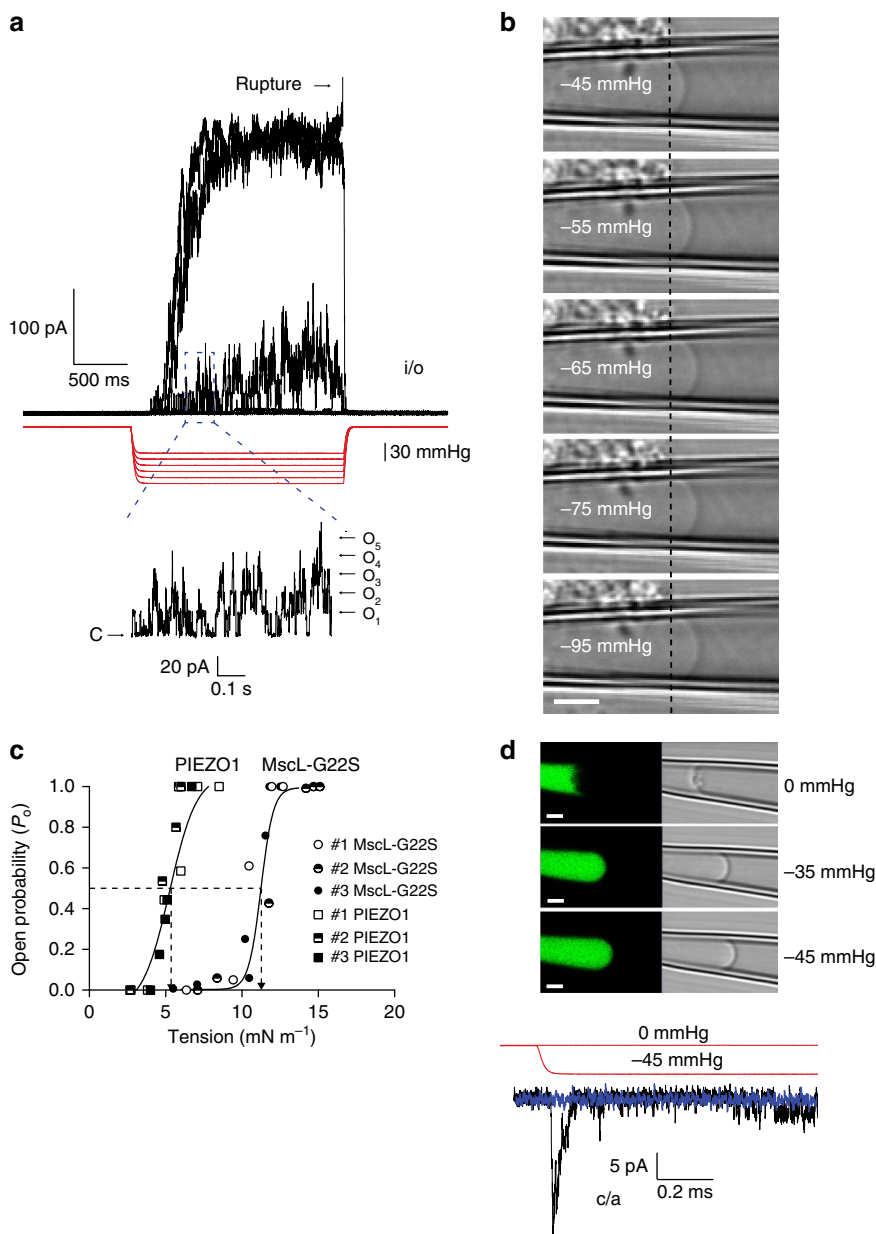 a
Rupture →
100 pA
500 ms
i/o
30 mmHg
O5
O4
O3
O2
O1
C →
20 pA
0.1 s
b
–45 mmHg
–55 mmHg
–65 mmHg
–75 mmHg
–95 mmHg
c
PIEZO1 MscL-G22S
Open probability (Po)
1.0
0.8
0.6
0.4
0.2
0.0
0 5 10 15 20
Tension (mN m–1)
#1 MscL-G22S
#2 MscL-G22S
#3 MscL-G22S
#1 PIEZO1
#2 PIEZO1
#3 PIEZO1
d
0 mmHg
–35 mmHg
–45 mmHg
0 mmHg
–45 mmHg
5 pA
0.2 ms
c/a